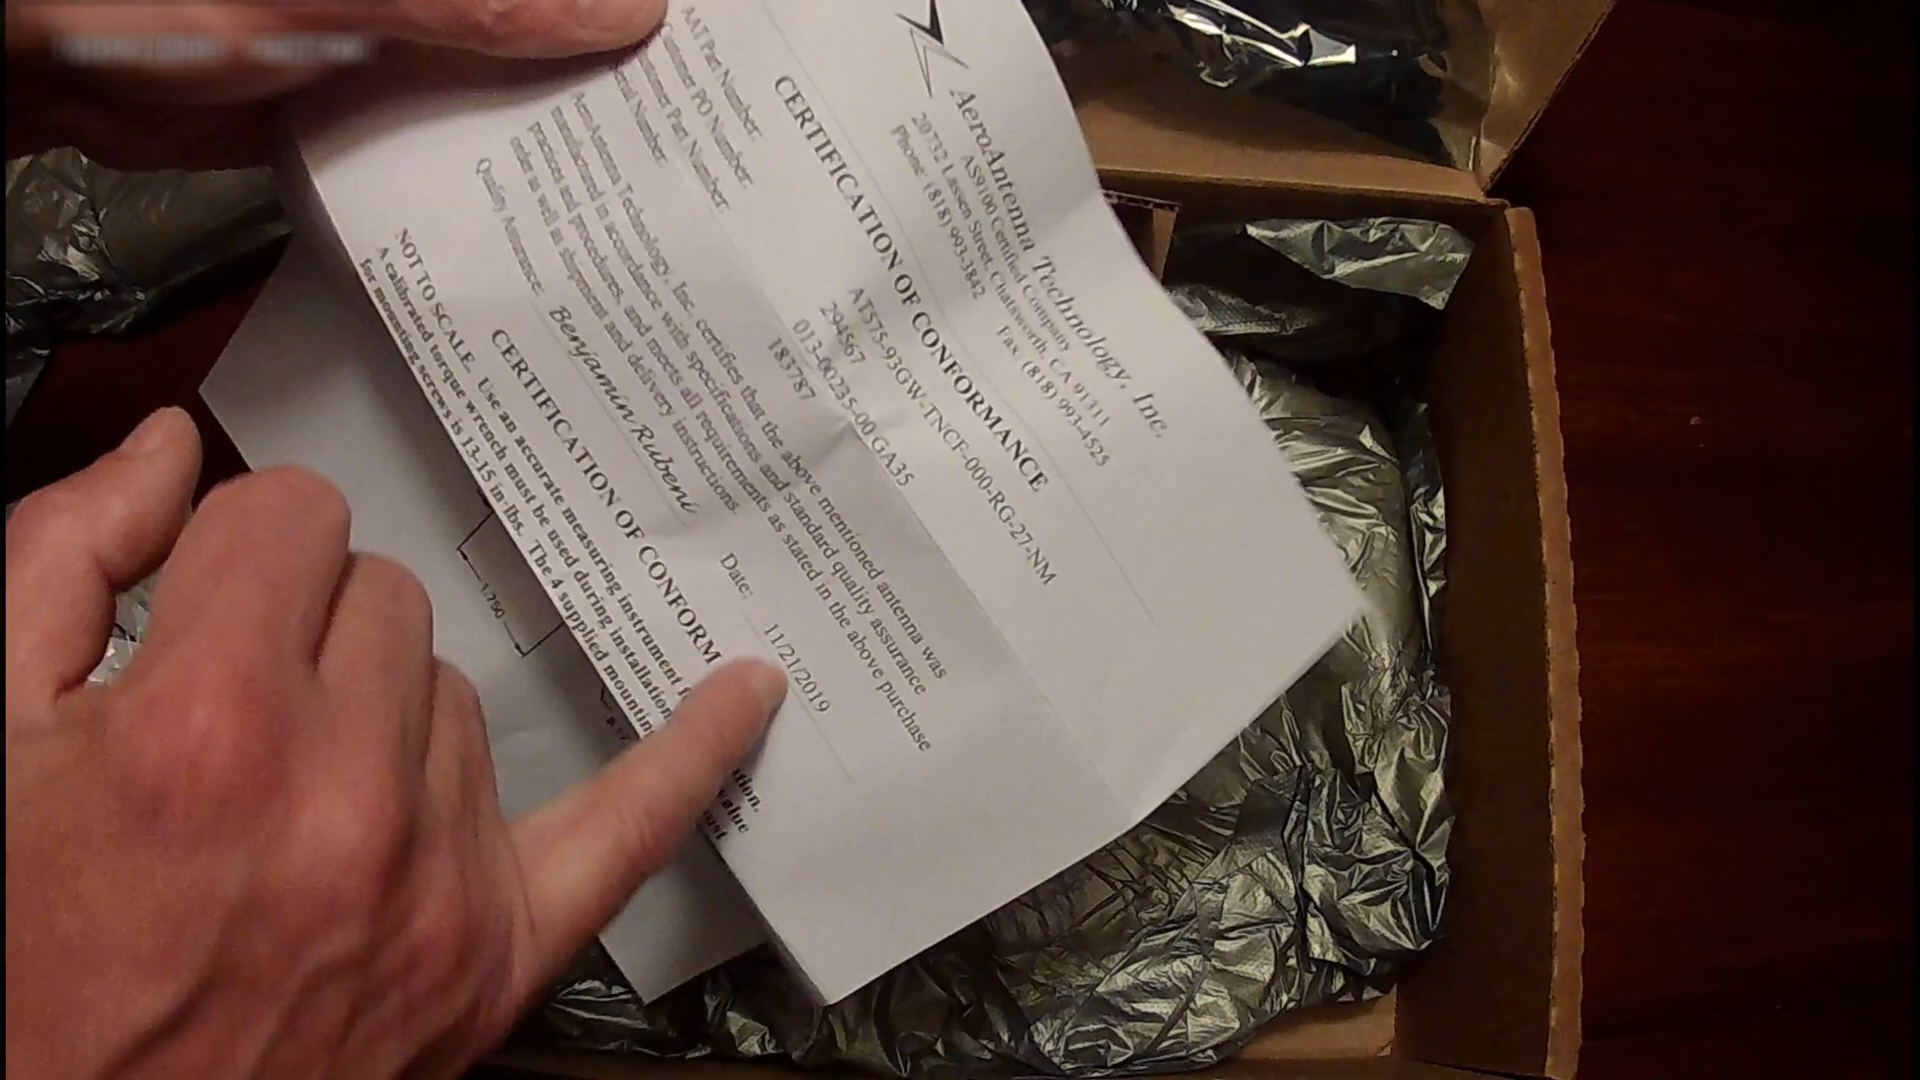 AeroAntenna Technology, Inc.
AS9100 Certified Company
20732 Lassen Street, Chatsworth, CA 91311
Phone: (818) 993-3842 Fax: (818) 993-4525
CERTIFICATION OF CONFORMANCE
AAT Part Number: AT575-93GW-TNCF-000-RG-27-NM
Customer PO Number: 294567
Customer Part Number: 013-00235-00 GA35
Serial Number: 183787
AeroAntenna Technology, Inc. certifies that the above mentioned antenna was
manufactured in accordance with specifications and standard quality assurance
practices and procedures, and meets all requirements as stated in the above purchase
order as well as shipment and delivery instructions.
Quality Assurance: Benjamin Rubeni Date: 11/21/2019
CERTIFICATION OF CONFORM
NOT TO SCALE. Use an accurate measuring instrument
A calibrated torque wrench must be used during installation.
for mounting screws is 13-15 in-lbs. The 4 supplied mounting
1.750